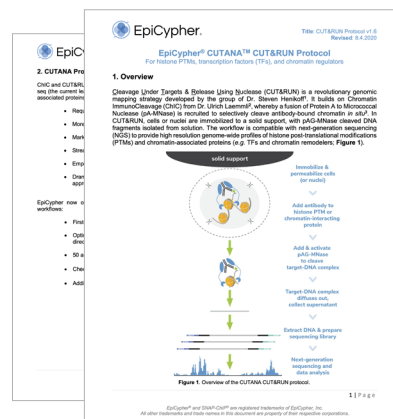 EpiCypher.
Title: CUT&RUN Protocol v1.6
Revised: 8.4.2020
EpiCypher® CUTANA™ CUT&RUN Protocol
For histone PTMs, transcription factors (TFs), and chromatin regulators
1. Overview
Cleavage Under Targets & Release Using Nuclease (CUT&RUN) is a revolutionary genomic
mapping strategy developed by the group of Dr. Steven Henikoff¹. It builds on Chromatin
ImmunoCleavage (ChIC) from Dr. Ulrich Laemmli², whereby a fusion of Protein A to Micrococcal
Nuclease (pA-MNase) is recruited to selectively cleave antibody-bound chromatin in situ³. In
CUT&RUN, cells or nuclei are immobilized to a solid support, with pAG-MNase cleaved DNA
fragments isolated from solution. The workflow is compatible with next-generation sequencing
(NGS) to provide high resolution genome-wide profiles of histone post-translational modifications
(PTMs) and chromatin-associated proteins (e.g. TFs and chromatin remodelers; Figure 1).
solid support
Immobilize &
permeabilize cells
(or nuclei)
Add antibody to
histone PTM or
chromatin-interacting
protein
Add & activate
pAG-MNase
to cleave
target-DNA complex
Target-DNA complex
diffuses out,
collect supernatant
Extract DNA & prepare
sequencing library
Next-generation
sequencing and
data analysis
Figure 1. Overview of the CUTANA CUT&RUN protocol.
1 | Page
EpiCypher® and SNAP-ChIP® are registered trademarks of EpiCypher, Inc.
All other trademarks and trade names in this document are property of their respective corporations.
EpiC
2. CUTANA Pro
ChIC and CUT&RU
seq (the current le
associated protein
• Requ
• More
• Mark
• Strea
• Emp
• Dram
appr
EpiCypher now o
workflows:
• First
• Opti
direc
• 50 a
• Chec
• Addi